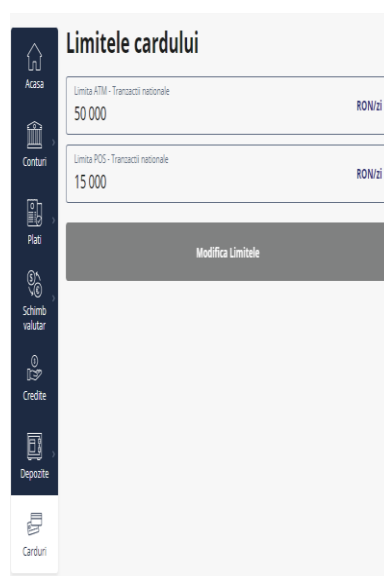 Limitele cardului
Acasa
Limita ATM - Tranzactii nationale
50 000
RON/zi
Conturi
Limita POS - Tranzactii nationale
15 000
RON/zi
Plati
Modifica Limitele
Schimb
valutar
Credite
Depozite
Carduri